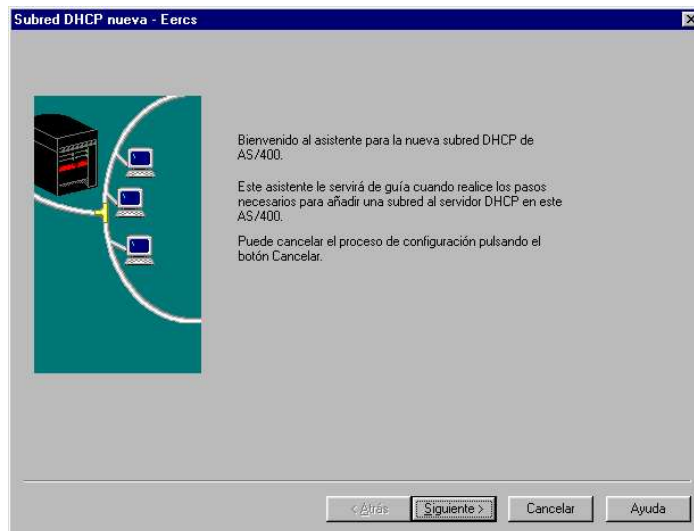 Subred DHCP nueva - Eercs
Bienvenido al asistente para la nueva subred DHCP de
AS/400.
Este asistente le servirá de guía cuando realice los pasos
necesarios para añadir una subred al servidor DHCP en este
AS/400.
Puede cancelar el proceso de configuración pulsando el
botón Cancelar.
< Atrás Siguiente > Cancelar Ayuda